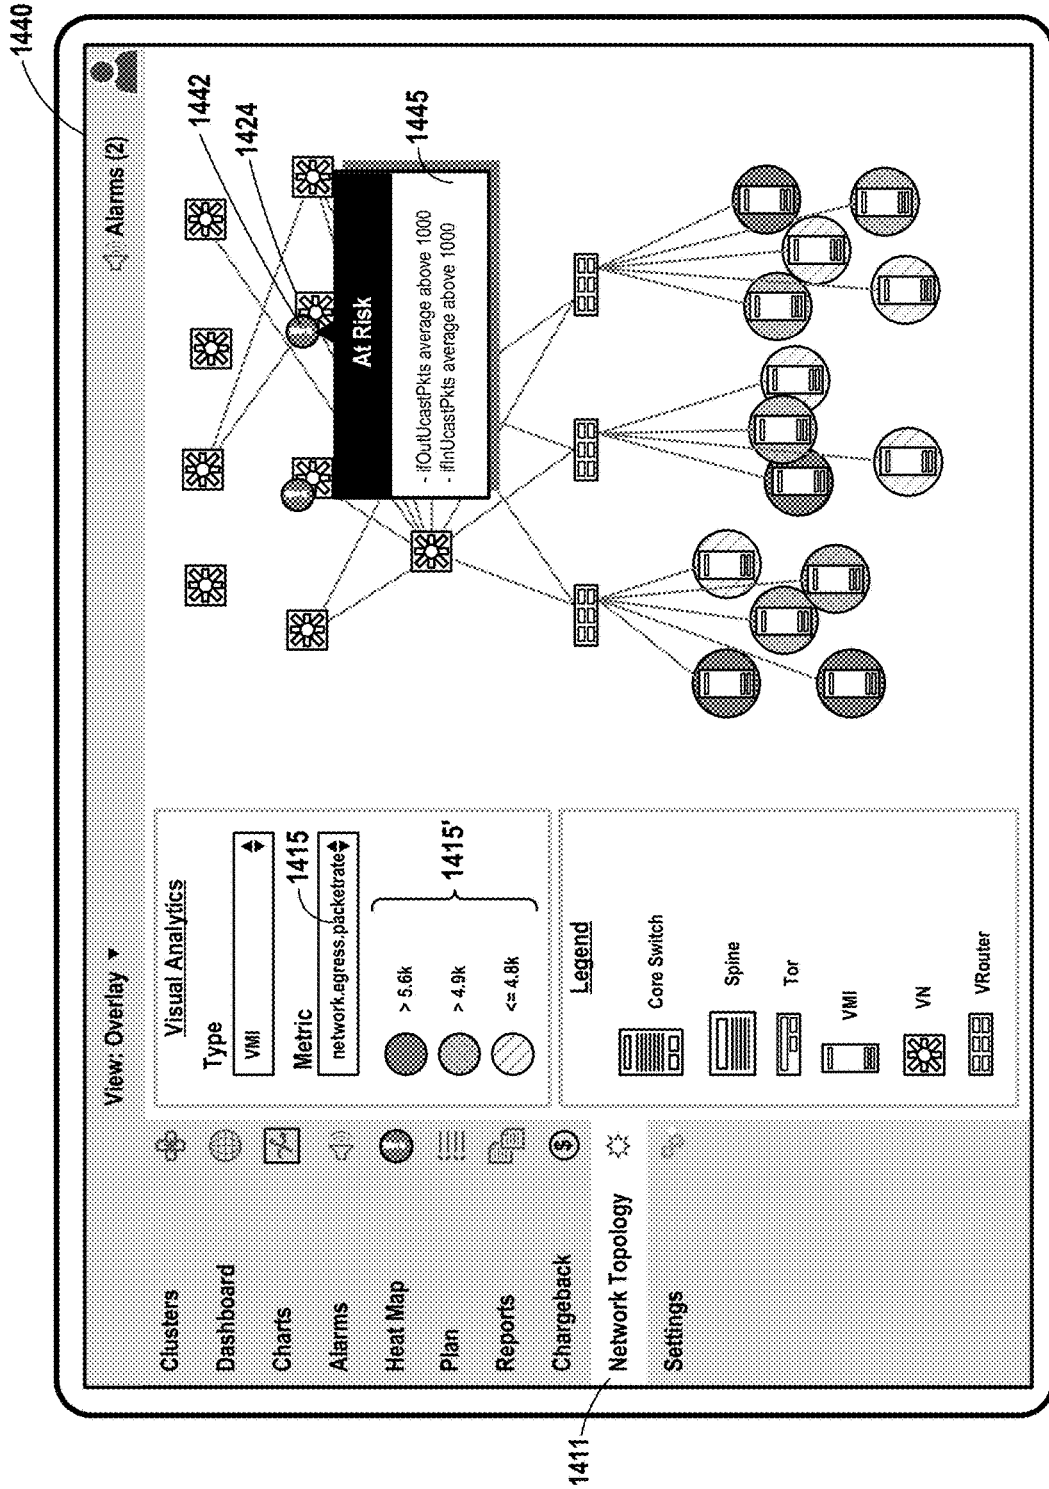 1440
View: Overlay ▼
Alarms (2)
Clusters
Dashboard
Charts
Alarms
Heat Map
Plan
Reports
Chargeback
$
Network Topology
Settings
1411
Visual Analytics
Type
VMI
Metric
1415
network.egress.packetrate
> 5.6k
> 4.9k
<= 4.8k
1415'
Legend
Core Switch
Spine
Tor
VMI
VN
VRouter
1442
1424
At Risk
1445
- ifOutUcastPkts average above 1000
- ifInUcastPkts average above 1000